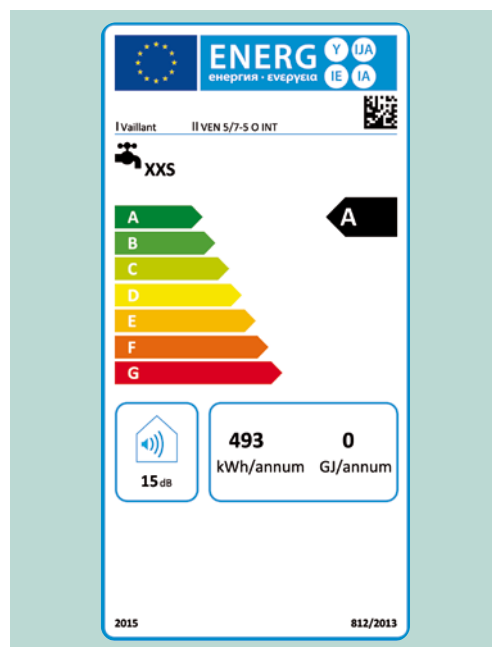 ENERG Y IJA
енергия · ενεργεια IE IA
I Vaillant II VEN 5/7-5 O INT
XXS
A A
B
C
D
E
F
G
493 0
kWh/annum GJ/annum
15 dB
2015 812/2013